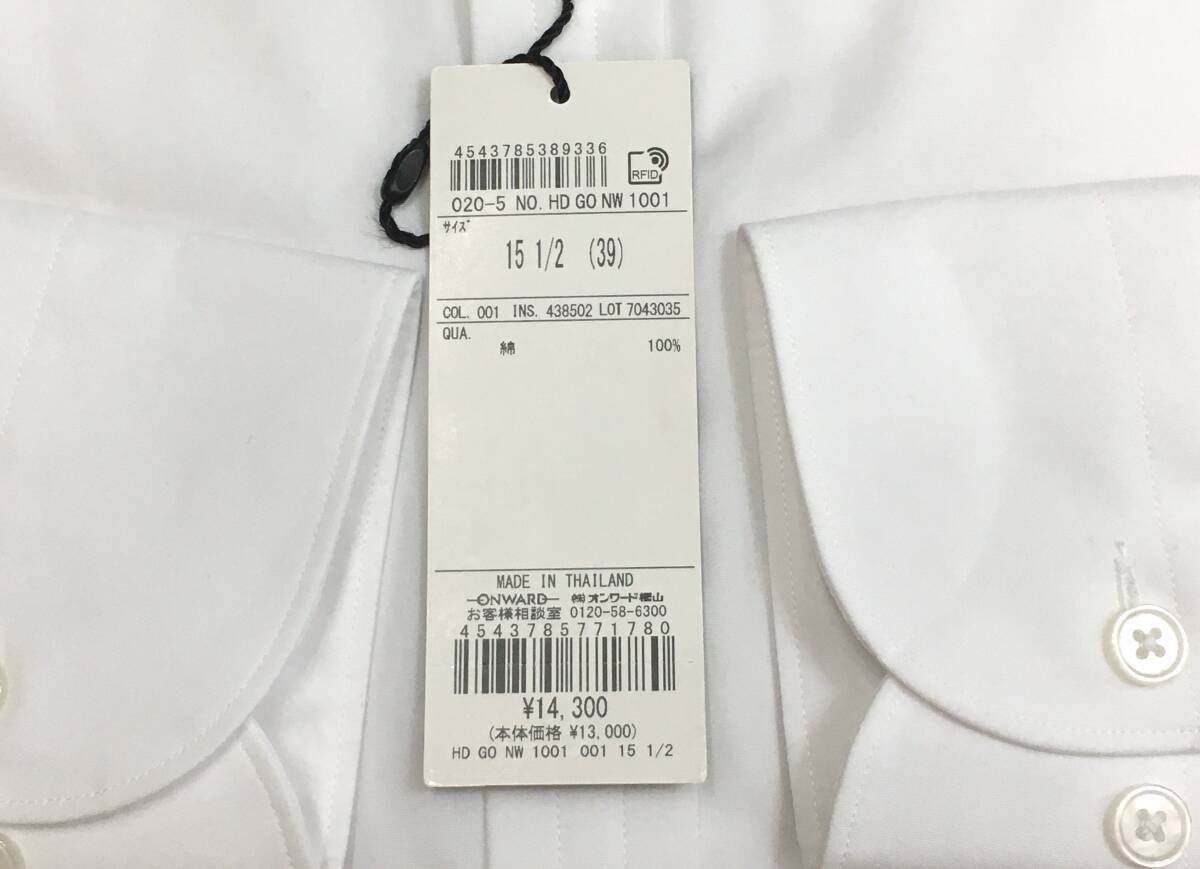 4543785389336
RFID
020-5 NO. HD GO NW 1001
サイズ
15 1/2 (39)
COL. 001 INS. 438502 LOT 7043035
QUA.
綿 100%
MADE IN THAILAND
ONWARD ㈱オンワード樫山
お客様相談室 0120-58-6300
4543785771780
¥14,300
(本体価格 ¥13,000)
HD GO NW 1001 001 15 1/2